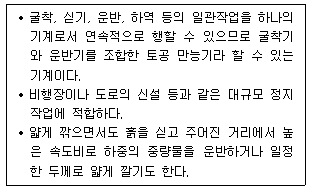 • 굴착, 싣기, 운반, 하역 등의 일관작업을 하나의
기계로서 연속적으로 행할 수 있으므로 굴착기
와 운반기를 조합한 토공 만능기라 할 수 있는
기계이다.
• 비행장이나 도로의 신설 등과 같은 대규모 정지
작업에 적합하다.
• 얇게 깎으면서도 흙을 싣고 주어진 거리에서 높
은 속도비로 하중의 중량물을 운반하거나 일정
한 두께로 얇게 깔기도 한다.